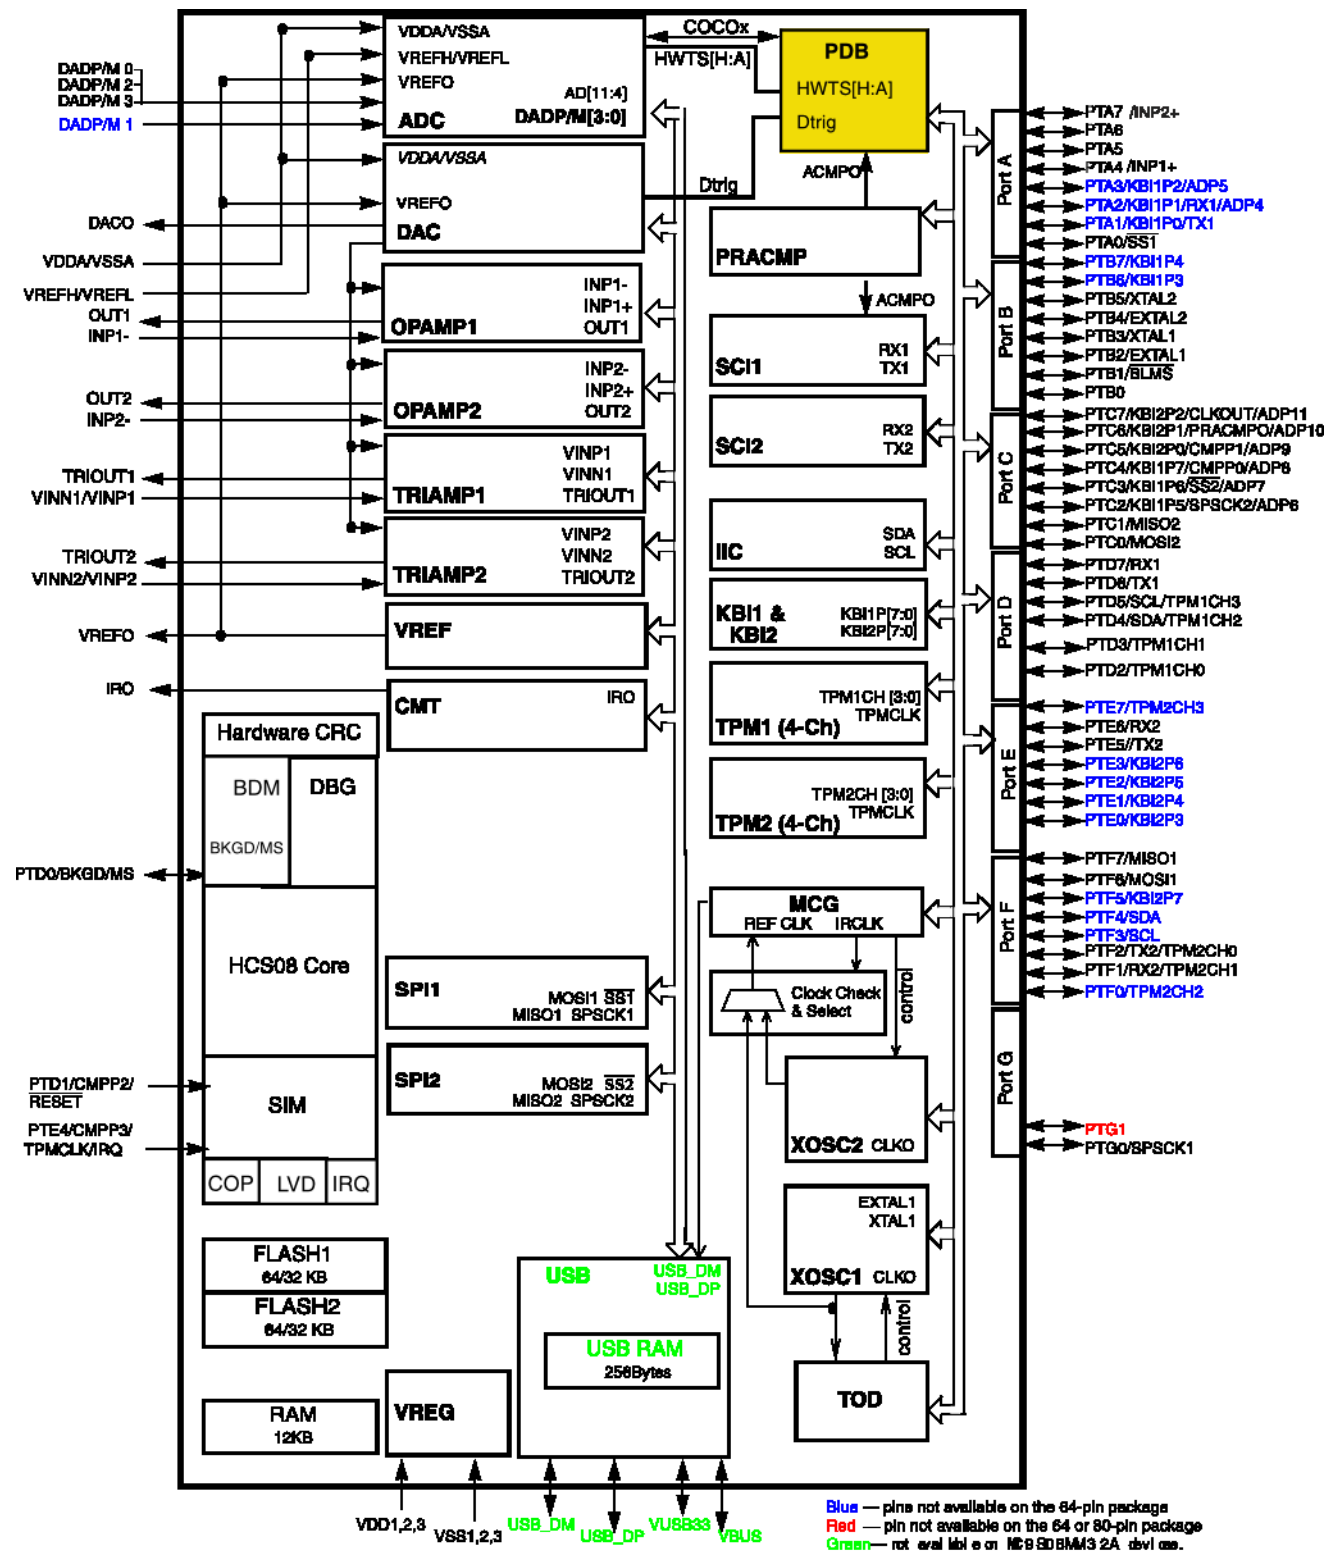 VDDA/VSSA
VREFH/VREFL
VREFO
AD[11:4]
DADP/M[3:0]
ADC
COCOx
HWTS[H:A]
PDB
HWTS[H:A]
Dtrig
DADP/M 0
DADP/M 2
DADP/M 3
DADP/M 1
VDDA/VSSA
VREFO
DAC
Dtrig
ACMPO
DACO
VDDA/VSSA
VREFH/VREFL
OUT1
INP1-
INP1-
INP1+
OUT1
OPAMP1
PRACMP
ACMPO
RX1
TX1
SCI1
OUT2
INP2-
INP2-
INP2+
OUT2
OPAMP2
RX2
TX2
SCI2
TRIOUT1
VINN1/VINP1
VINP1
VINN1
TRIOUT1
TRIAMP1
TRIOUT2
VINN2/VINP2
VINP2
VINN2
TRIOUT2
TRIAMP2
SDA
SCL
IIC
KBI1 &
KBI2
KBI1P[7:0]
KBI2P[7:0]
VREFO
VREF
IRO
CMT
IRO
TPM1CH [3:0]
TPMCLK
TPM1 (4-Ch)
TPM2CH [3:0]
TPMCLK
TPM2 (4-Ch)
Hardware CRC
BDM
DBG
BKGD/MS
PTD0/BKGD/MS
HCS08 Core
PTD1/CMPP2/
RESET
SIM
PTE4/CMPP3/
TPMCLK/IRQ
COP
LVD
IRQ
MCG
REF CLK
IRCLK
Clock Check
& Select
control
SPI1
MOSI1 SS1
MISO1 SPSCK1
SPI2
MOSI2 SS2
MISO2 SPSCK2
XOSC2 CLKO
EXTAL1
XTAL1
XOSC1 CLKO
control
TOD
FLASH1
64/32 KB
FLASH2
64/32 KB
RAM
12KB
VREG
USB
USB_DM
USB_DP
USB RAM
256Bytes
VDD1,2,3
VSS1,2,3
USB_DM
USB_DP
VUSB33
VBUS
Port A
PTA7 /INP2+
PTA6
PTA5
PTA4 /INP1+
PTA3/KBI1P2/ADP5
PTA2/KBI1P1/RX1/ADP4
PTA1/KBI1P0/TX1
PTA0/SS1
Port B
PTB7/KBI1P4
PTB6/KBI1P3
PTB5/XTAL2
PTB4/EXTAL2
PTB3/XTAL1
PTB2/EXTAL1
PTB1/BLMS
PTB0
Port C
PTC7/KBI2P2/CLKOUT/ADP11
PTC6/KBI2P1/PRACMPO/ADP10
PTC5/KBI2P0/CMPP1/ADP9
PTC4/KBI1P7/CMPP0/ADP8
PTC3/KBI1P6/SS2/ADP7
PTC2/KBI1P5/SPSCK2/ADP6
PTC1/MISO2
PTC0/MOSI2
Port D
PTD7/RX1
PTD6/TX1
PTD5/SCL/TPM1CH3
PTD4/SDA/TPM1CH2
PTD3/TPM1CH1
PTD2/TPM1CH0
Port E
PTE7/TPM2CH3
PTE6/RX2
PTE5//TX2
PTE3/KBI2P6
PTE2/KBI2P5
PTE1/KBI2P4
PTE0/KBI2P3
Port F
PTF7/MISO1
PTF6/MOSI1
PTF5/KBI2P7
PTF4/SDA
PTF3/SCL
PTF2/TX2/TPM2CH0
PTF1/RX2/TPM2CH1
PTF0/TPM2CH2
Port G
PTG1
PTG0/SPSCK1
Blue — pins not available on the 64-pin package
Red — pin not available on the 64 or 80-pin package
Green— not available on MC9S08MM32A devices.